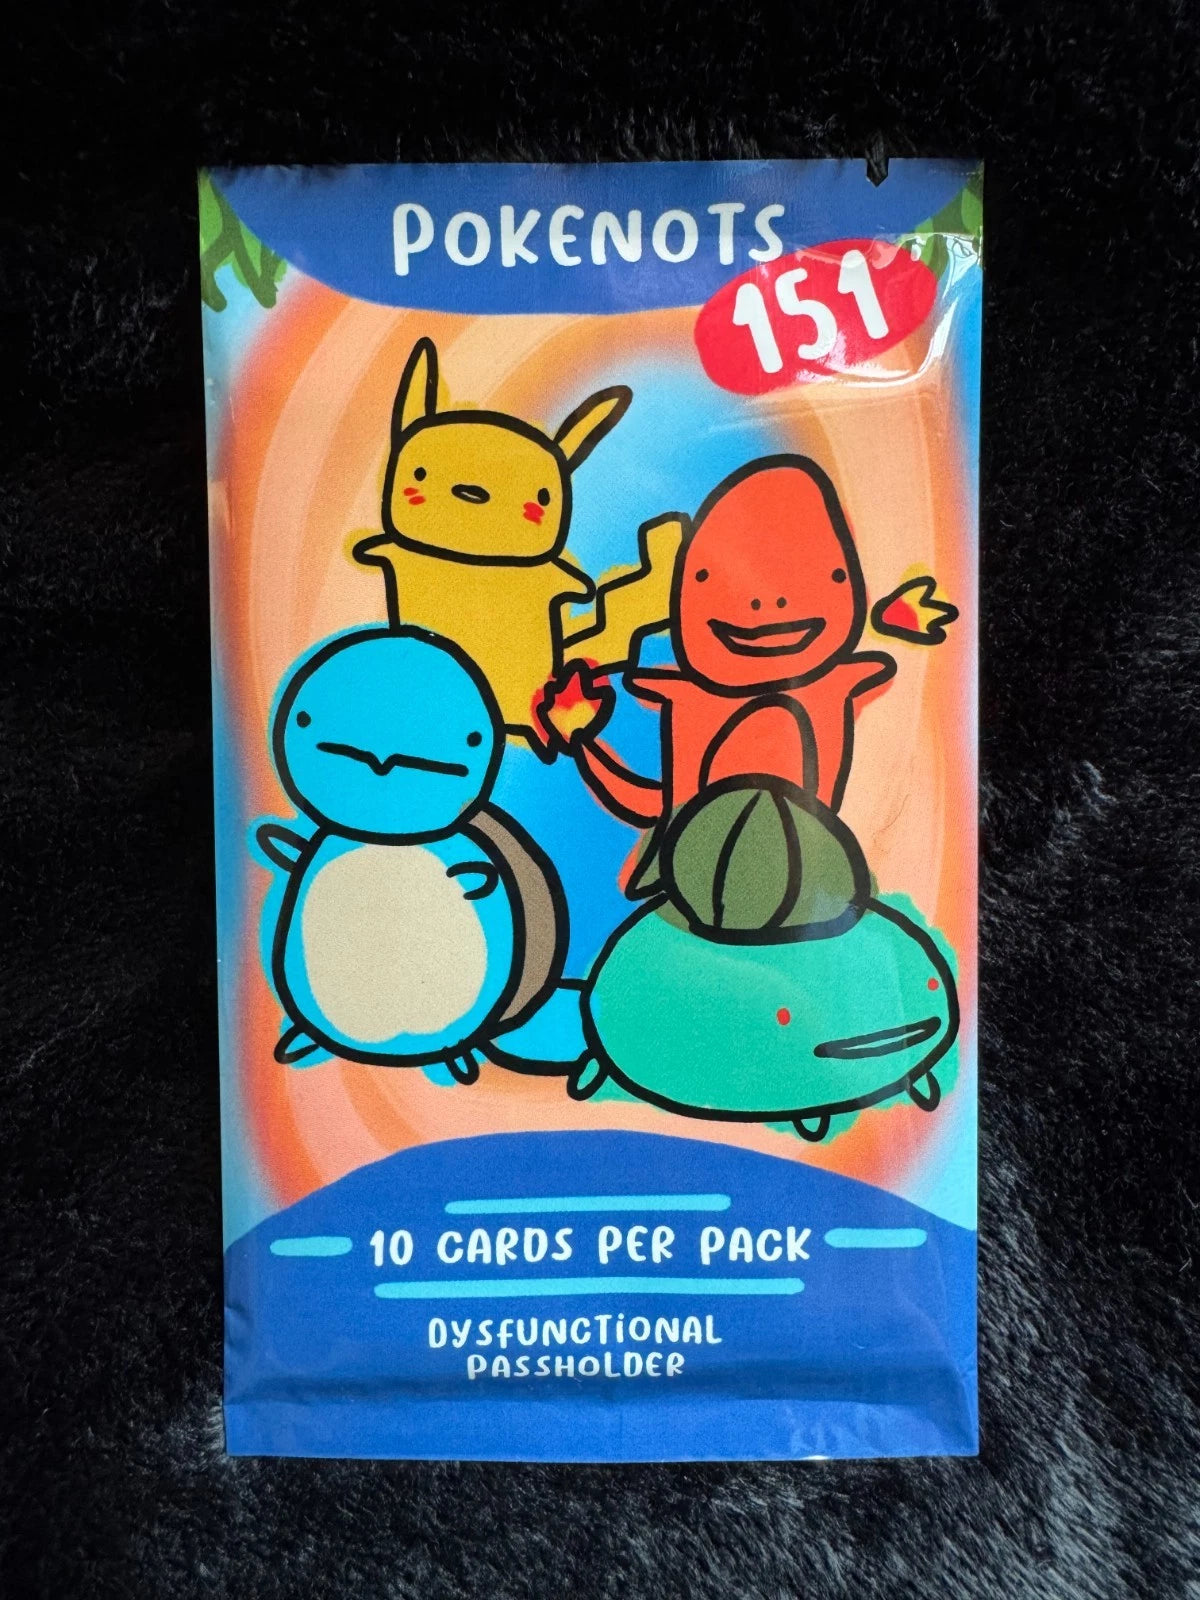 POKENOTS
151
10 CARDS PER PACK
DYSFUNCTiONAL
PASSHOLDER